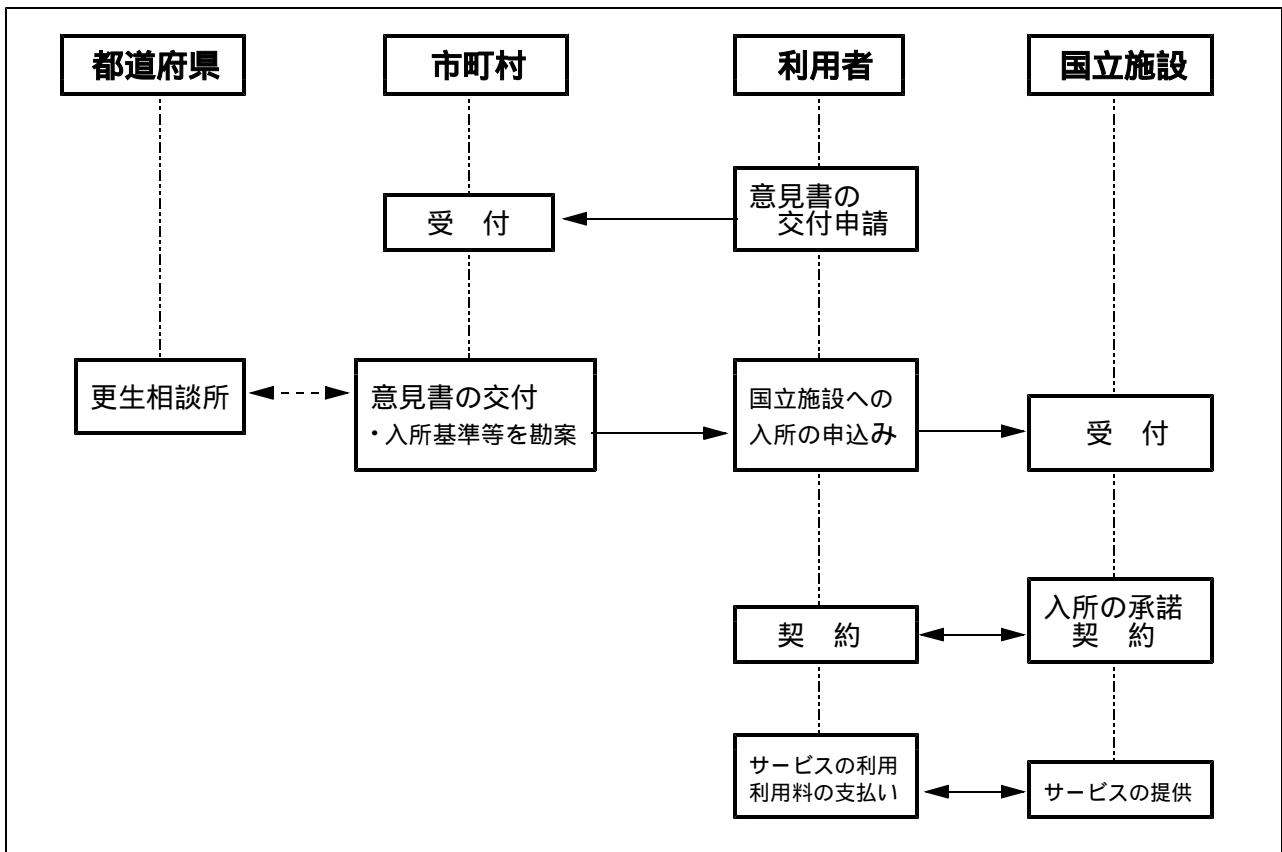 都道府県
市町村
利用者
国立施設
意見書の
交付申請
受 付
更生相談所
意見書の交付
・入所基準等を勘案
国立施設への
入所の申込み
受 付
契 約
入所の承諾
契 約
サービスの利用
利用料の支払い
サービスの提供